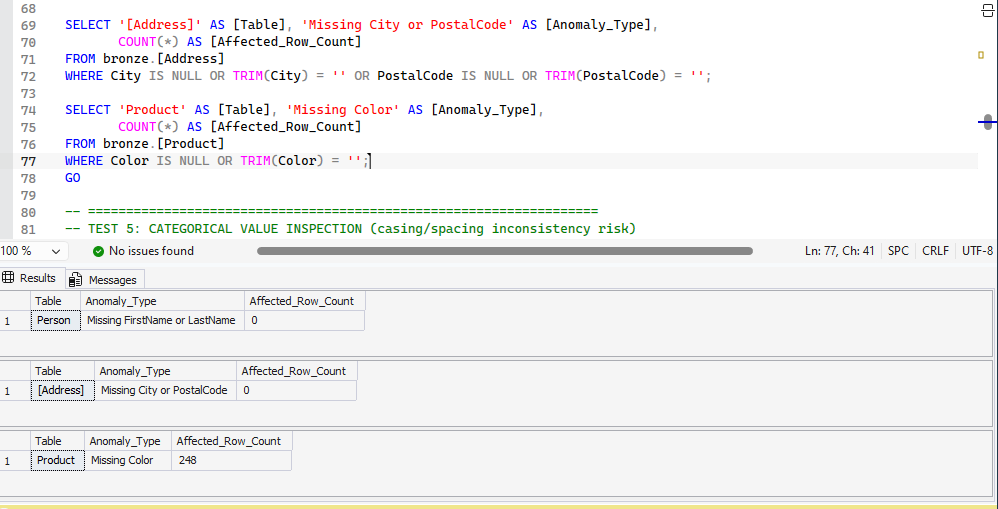 68
69 SELECT '[Address]' AS [Table], 'Missing City or PostalCode' AS [Anomaly_Type],
70 COUNT(*) AS [Affected_Row_Count]
71 FROM bronze.[Address]
72 WHERE City IS NULL OR TRIM(City) = '' OR PostalCode IS NULL OR TRIM(PostalCode) = '';
73
74 SELECT 'Product' AS [Table], 'Missing Color' AS [Anomaly_Type],
75 COUNT(*) AS [Affected_Row_Count]
76 FROM bronze.[Product]
77 WHERE Color IS NULL OR TRIM(Color) = '';
78 GO
79
80 -- ===============================================================
81 -- TEST 5: CATEGORICAL VALUE INSPECTION (casing/spacing inconsistency risk)
100 % No issues found Ln: 77, Ch: 41 SPC CRLF UTF-8
Results Messages
Table Anomaly_Type Affected_Row_Count
1 Person Missing FirstName or LastName 0
Table Anomaly_Type Affected_Row_Count
1 [Address] Missing City or PostalCode 0
Table Anomaly_Type Affected_Row_Count
1 Product Missing Color 248